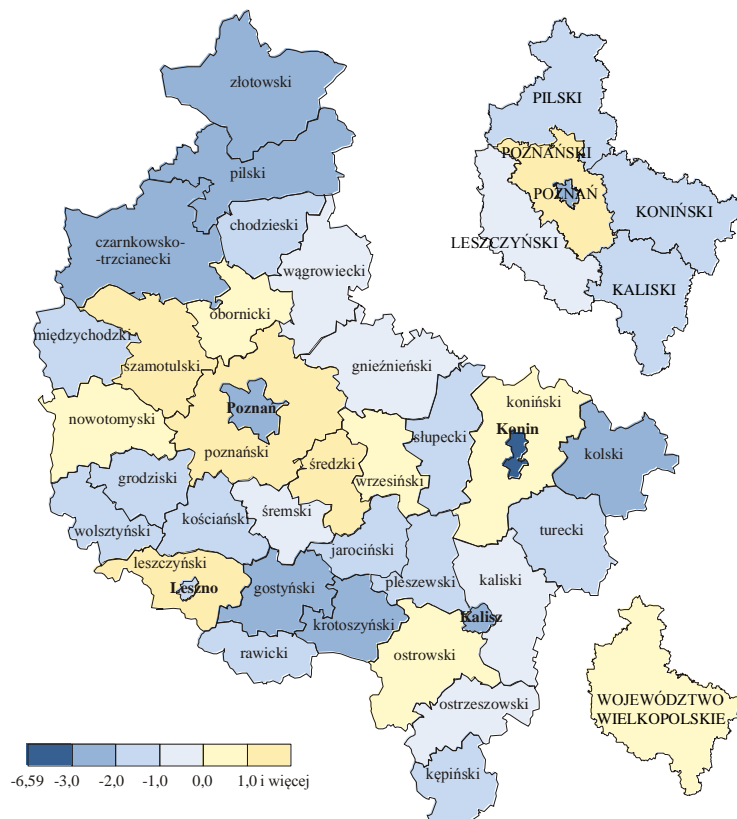 złotowski
PILSKI
pilski
POZNAŃSKI
POZNAŃ
KONIŃSKI
LESZCZYŃSKI
KALISKI
chodzieski
czarnkowsko-
-trzcianecki
wągrowiecki
obornicki
międzychodzki
szamotulski
gnieźnieński
koniński
nowotomyski
Poznań
słupecki
Konin
poznański
średzki
kolski
grodziski
wrzesiński
wolsztyński
kościański
śremski
turecki
jarociński
leszczyński
Leszno
gostyński
pleszewski
kaliski
krotoszyński
Kalisz
rawicki
ostrowski
ostrzeszowski
WOJEWÓDZTWO
WIELKOPOLSKIE
kępiński
-6,59 -3,0 -2,0 -1,0 0,0 1,0 i więcej